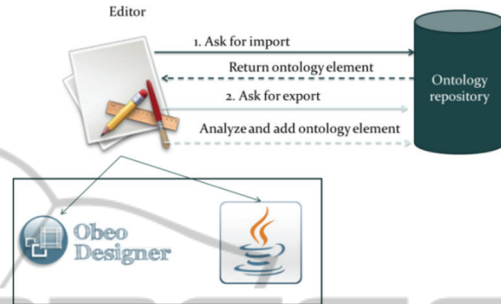 Editor
1. Ask for import
Return ontology element
2. Ask for export
Analyze and add ontology element
Ontology
repository
Obeo
Designer